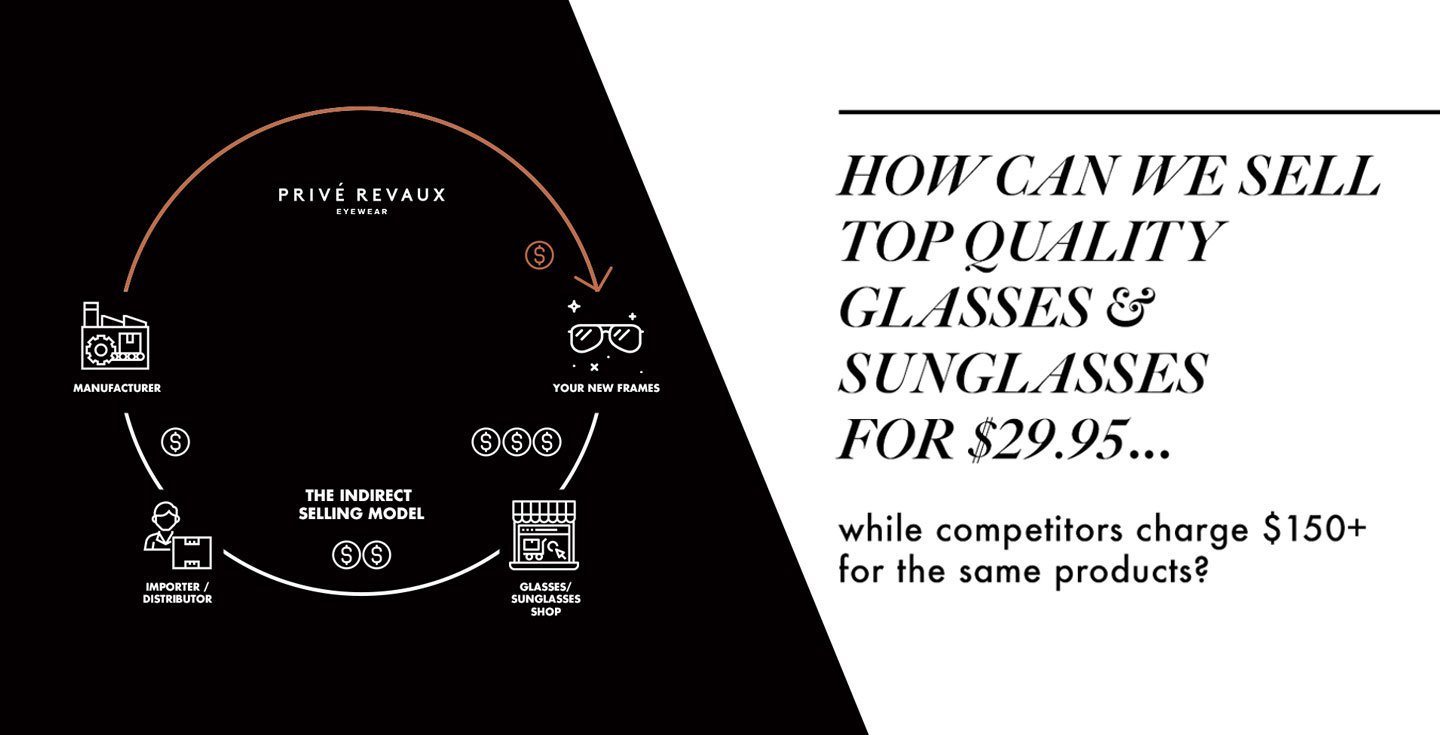 PRIVÉ REVAUX
EYEWEAR
$
MANUFACTURER
YOUR NEW FRAMES
$
$ $ $
THE INDIRECT
SELLING MODEL
$ $
IMPORTER /
DISTRIBUTOR
GLASSES/
SUNGLASSES
SHOP
HOW CAN WE SELL
TOP QUALITY
GLASSES &
SUNGLASSES
FOR $29.95...
while competitors charge $150+
for the same products?